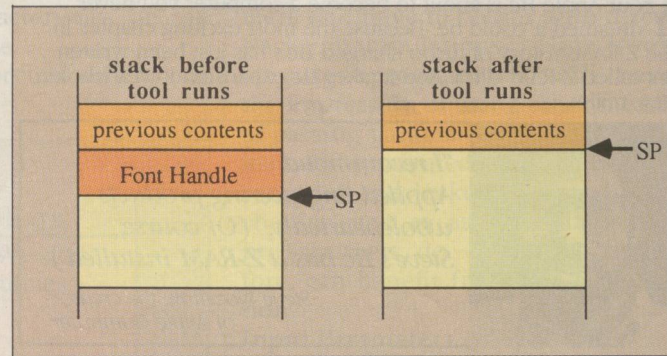 stack before
tool runs
stack after
tool runs
previous contents
previous contents
SP
Font Handle
SP